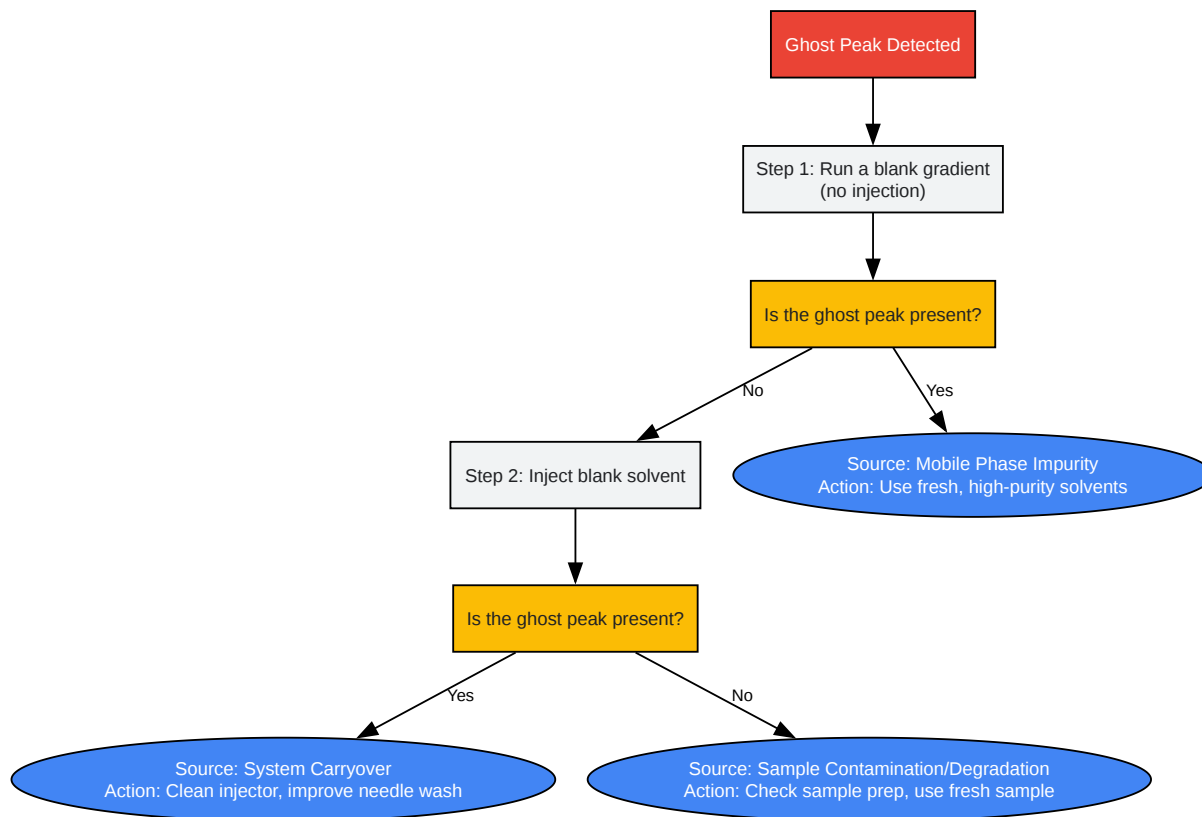 Ghost Peak Detected
Step 1: Run a blank gradient
(no injection)
Is the ghost peak present?
No
Yes
Step 2: Inject blank solvent
Source: Mobile Phase Impurity
Action: Use fresh, high-purity solvents
Is the ghost peak present?
Yes
No
Source: System Carryover
Action: Clean injector, improve needle wash
Source: Sample Contamination/Degradation
Action: Check sample prep, use fresh sample